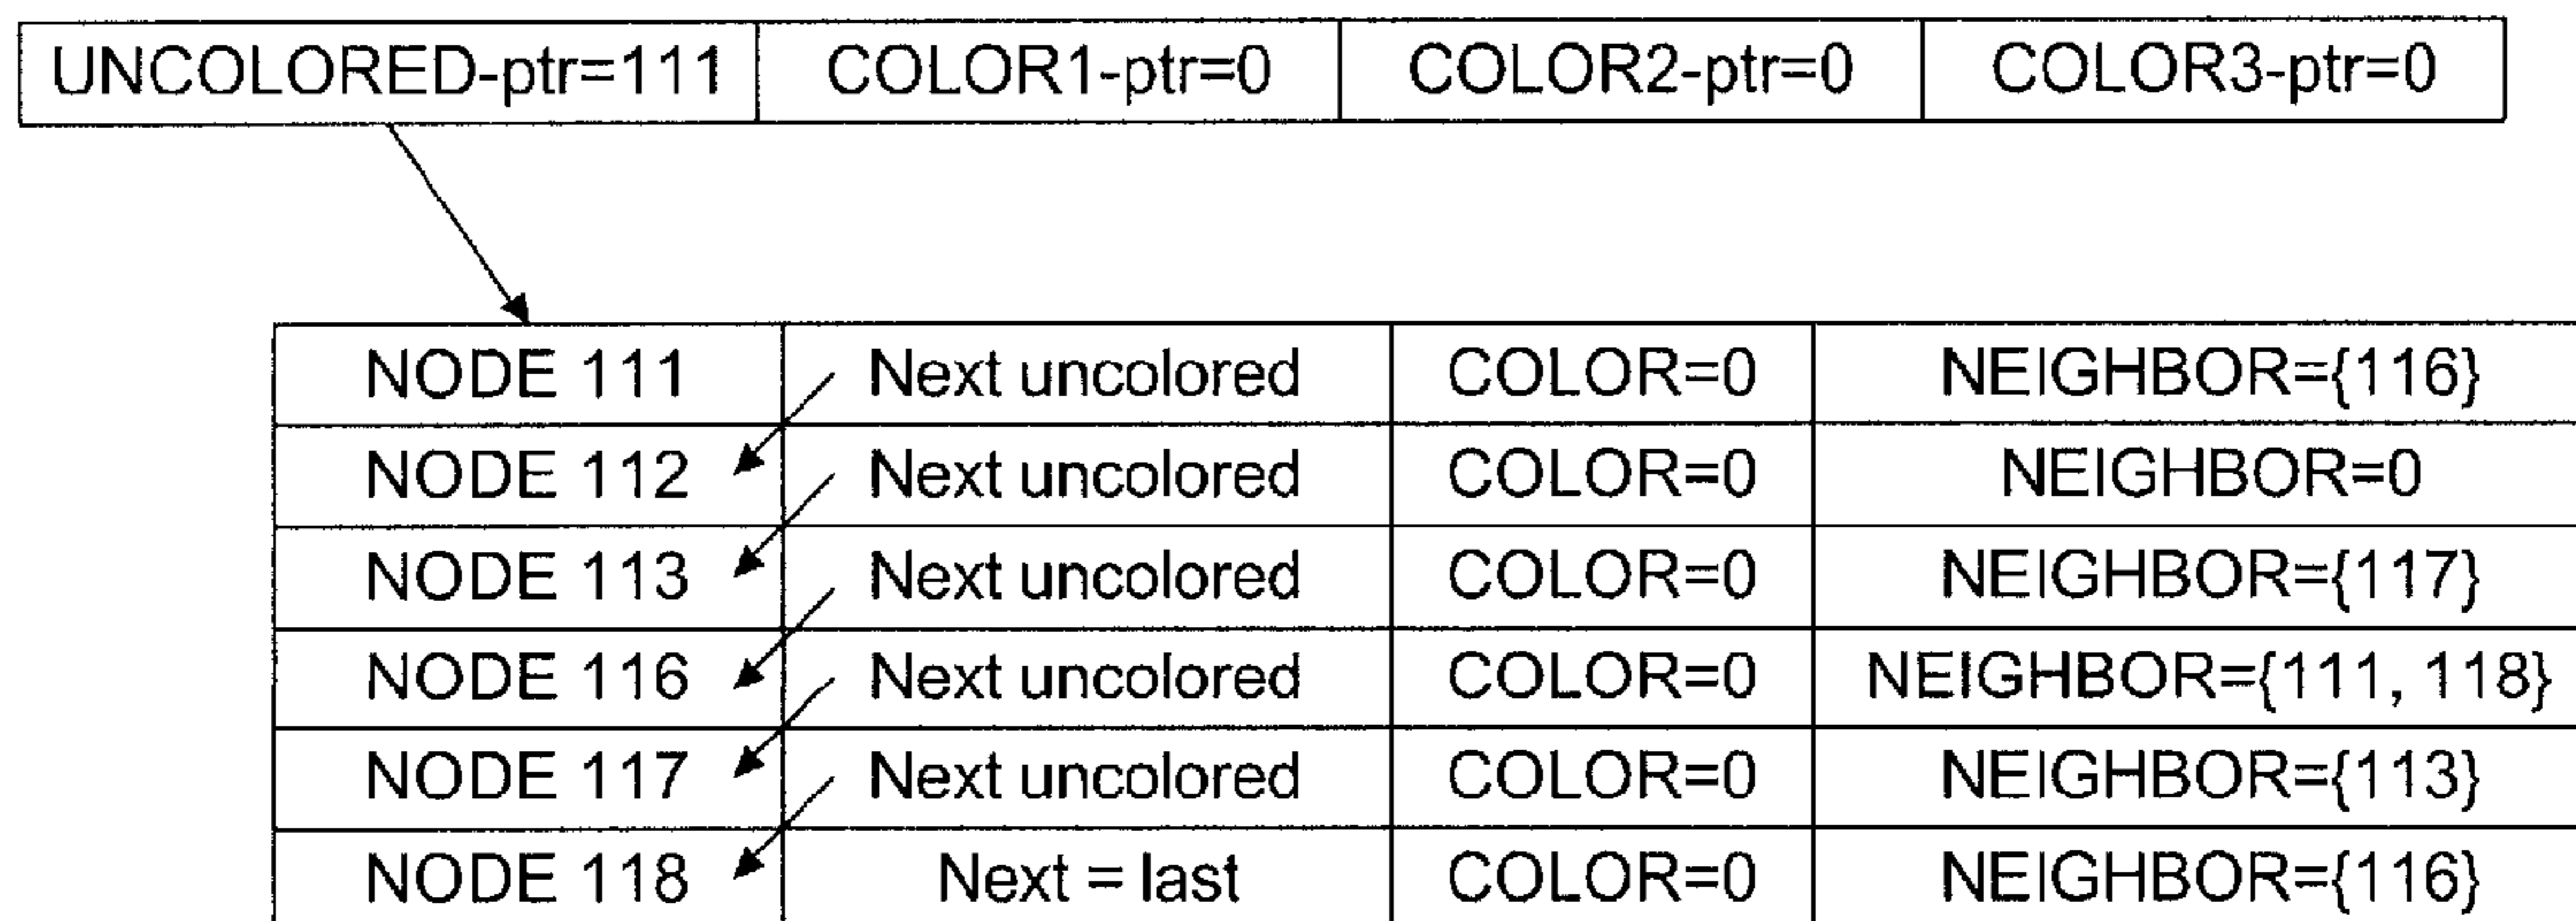 UNCOLORED-ptr=111 COLOR1-ptr=0 COLOR2-ptr=0 COLOR3-ptr=0
NODE 111 Next uncolored COLOR=0 NEIGHBOR={116}
NODE 112 Next uncolored COLOR=0 NEIGHBOR=0
NODE 113 Next uncolored COLOR=0 NEIGHBOR={117}
NODE 116 Next uncolored COLOR=0 NEIGHBOR={111, 118}
NODE 117 Next uncolored COLOR=0 NEIGHBOR={113}
NODE 118 Next = last COLOR=0 NEIGHBOR={116}